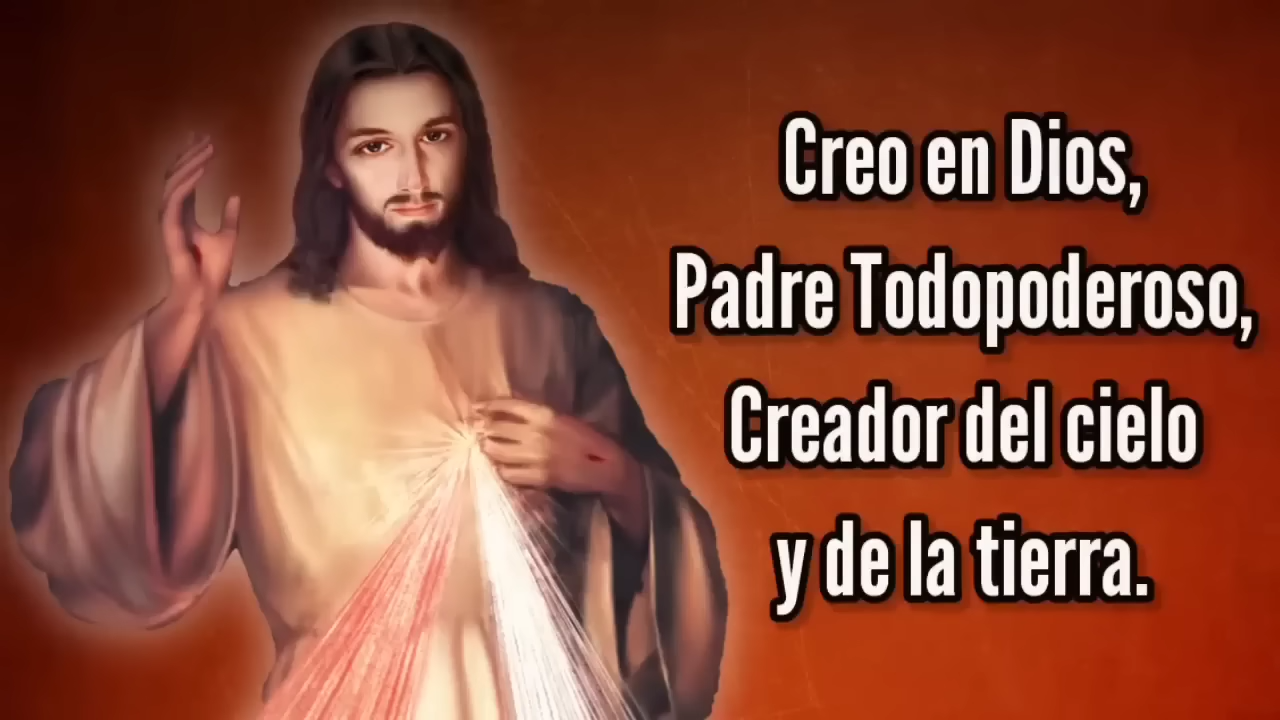 Creo en Dios,
Padre Todopoderoso,
Creador del cielo
y de la tierra.